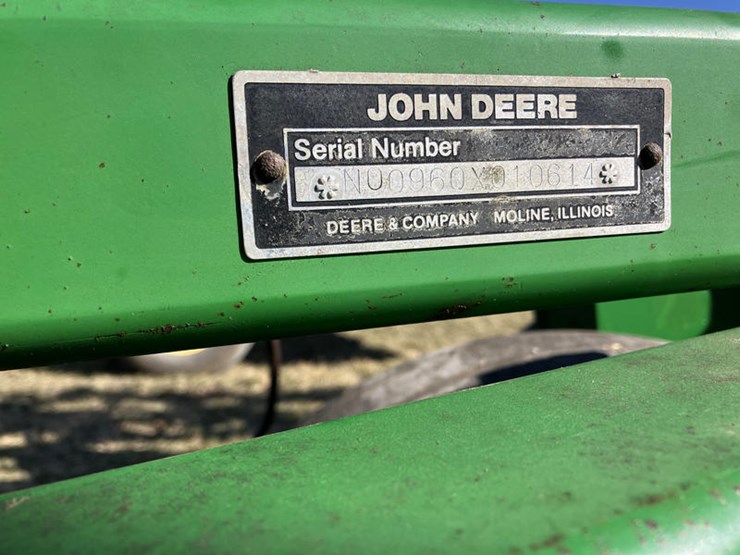 JOHN DEERE
Serial Number
*N00960X010614*
DEERE & COMPANY MOLINE, ILLINOIS